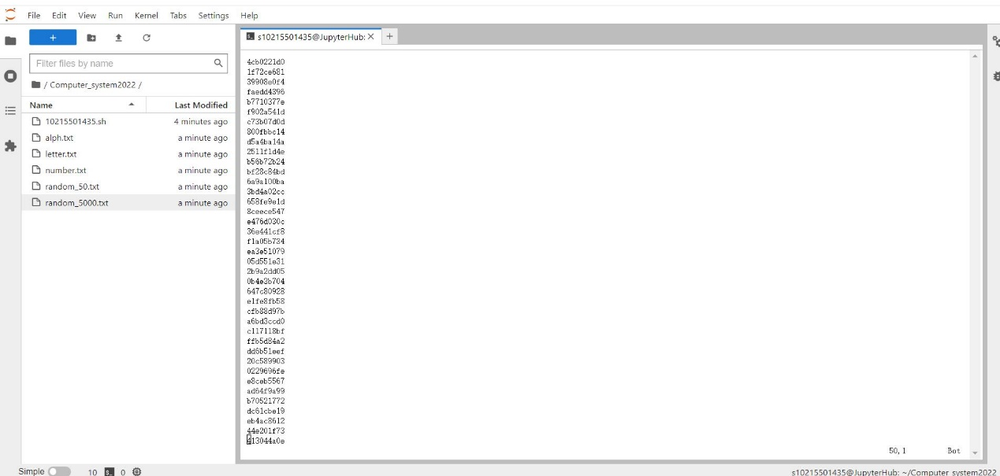 File Edit View Run Kernel Tabs Settings Help
s10215501435@JupyterHub:
Filter files by name
/ Computer_system2022 /
Name Last Modified
10215501435.sh 4 minutes ago
alph.txt a minute ago
letter.txt a minute ago
number.txt a minute ago
random_50.txt a minute ago
random_5000.txt a minute ago
4cb0221d0
1f72ce681
39908e0f4
faedd4396
b7710377e
f902a541d
c73b07d0d
800fbbc14
d5a4ba14a
2511f1d4e
b56b72b24
bf28c84bd
6a9a100ba
3bd4a02cc
658fe9e1d
8ceece547
e476d030c
36e441cf8
f1a05b734
ea3e51079
05d551e31
2b9a2dd05
0b4e3b704
647c80928
e1fe8fb58
cfb88d97b
a6bd3ccd0
c117118bf
ffb5d84a2
dd6b51eef
20c589903
0229696fe
e8ceb5567
ad64f9a99
b70521772
dc61cbe19
eb4ac8612
44e201f73
413044a0e
50,1 Bot
Simple 10 0 s10215501435@JupyterHub: ~/Computer_system2022